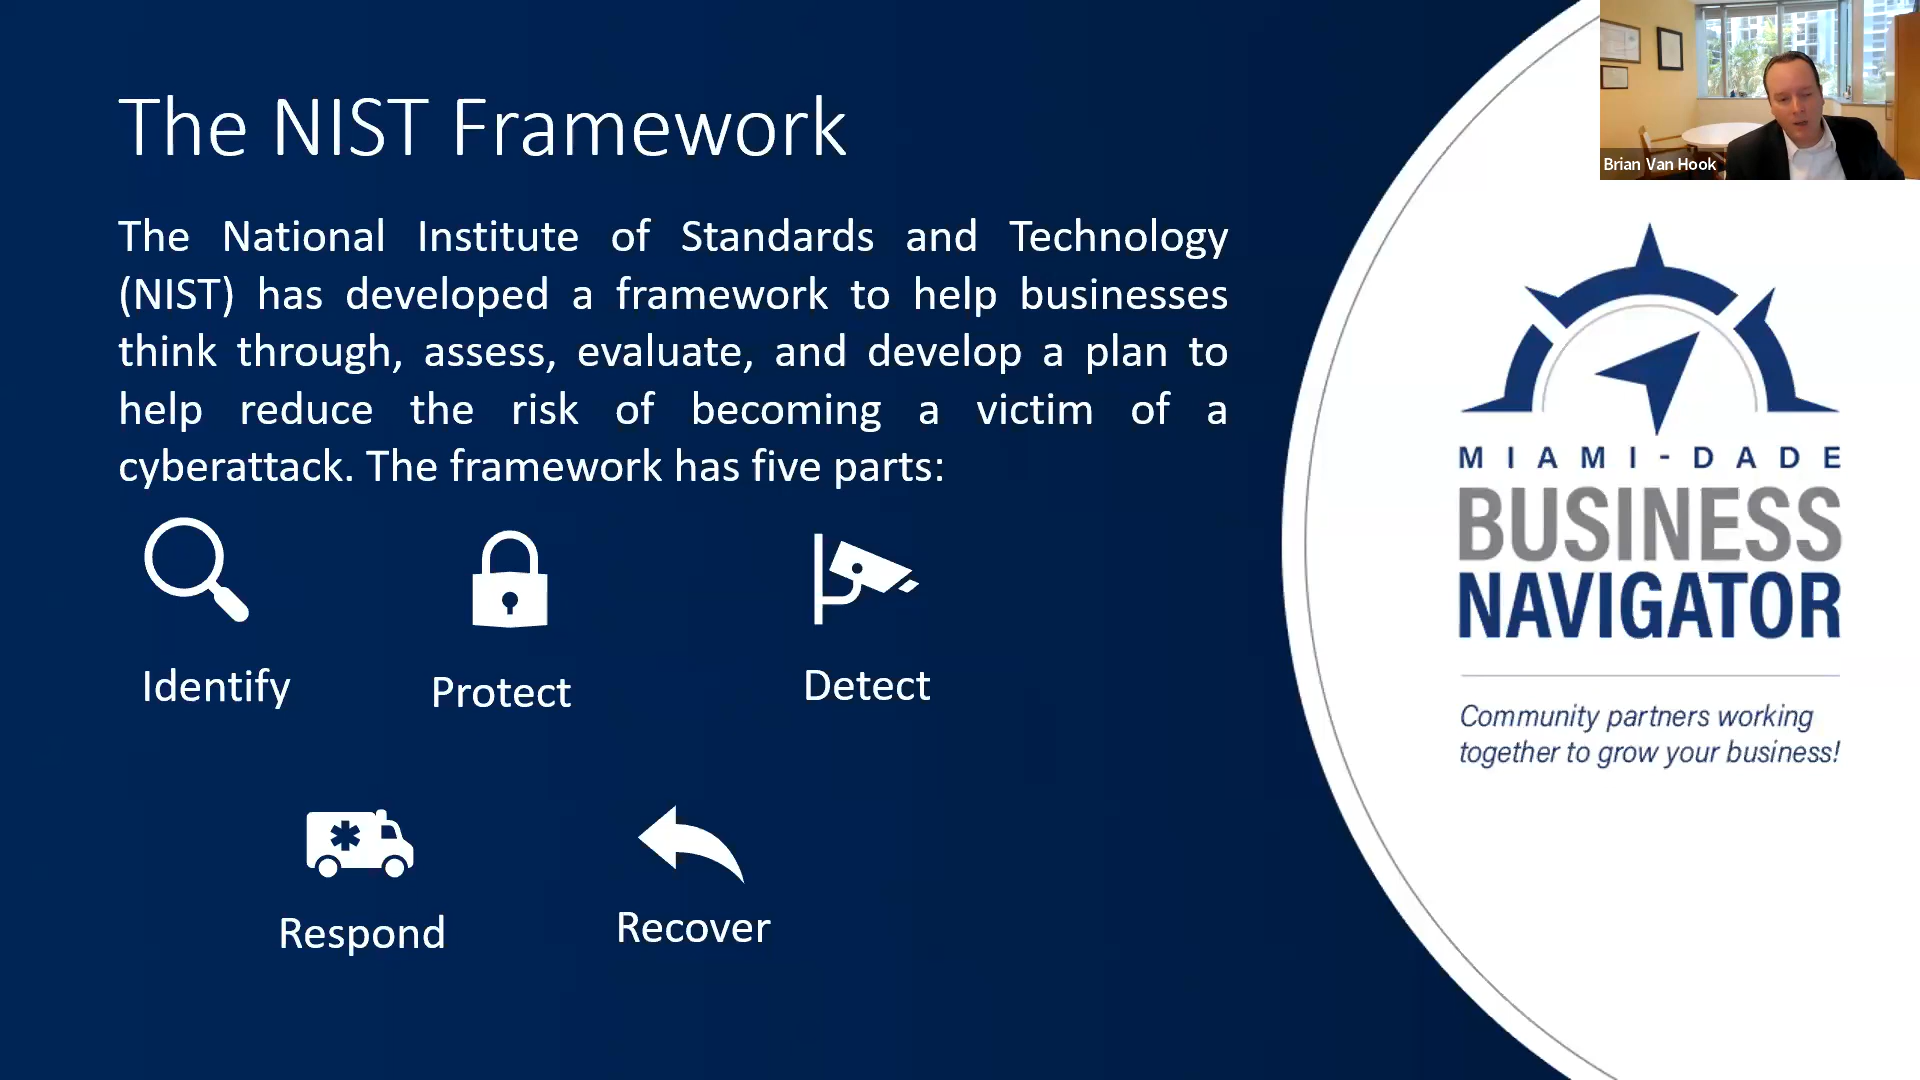 The NIST Framework
The National Institute of Standards and Technology
(NIST) has developed a framework to help businesses
think through, assess, evaluate, and develop a plan to
help reduce the risk of becoming a victim of a
cyberattack. The framework has five parts:
Identify
Protect
Detect
Respond
Recover
Brian Van Hook
MIAMI-DADE
BUSINESS
NAVIGATOR
Community partners working
together to grow your business!